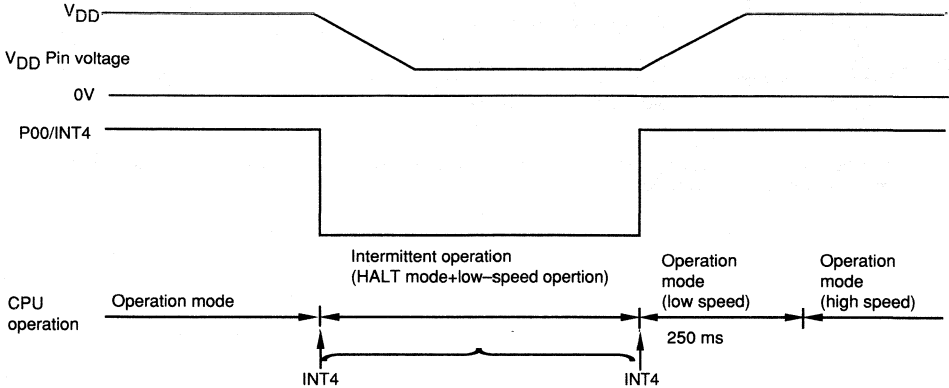 VDD
VDD Pin voltage
0V
P00/INT4
Intermittent operation
(HALT mode+low–speed opertion)
Operation
mode
(low speed)
Operation
mode
(high speed)
CPU
operation
Operation mode
250 ms
INT4
INT4